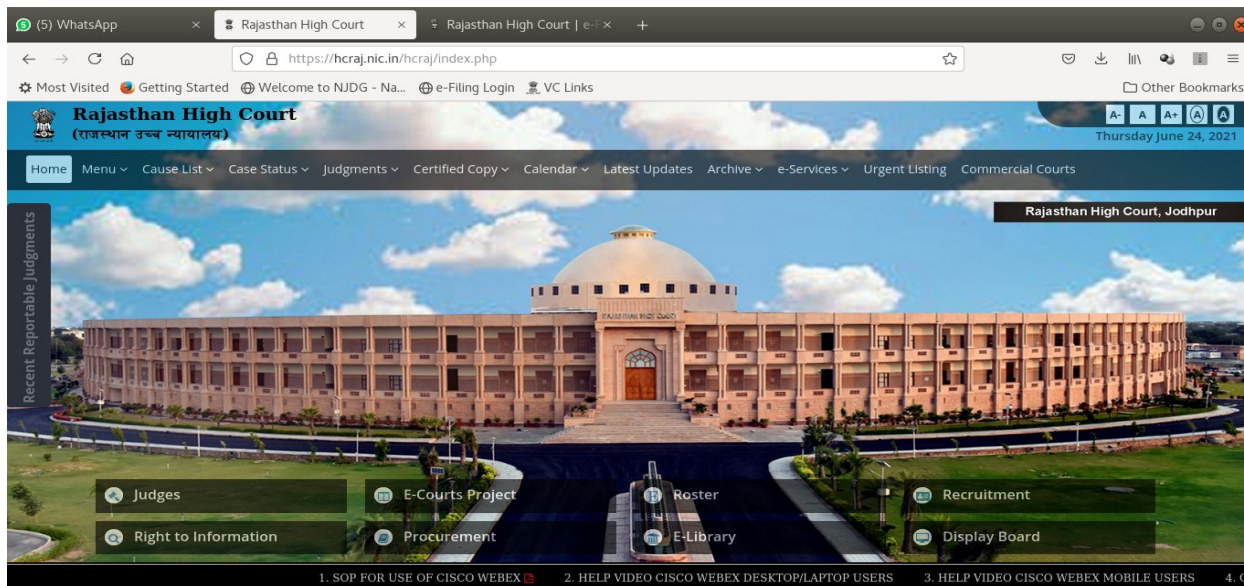 (5) WhatsApp
Rajasthan High Court
Rajasthan High Court | e-F
https://hcraj.nic.in/hcraj/index.php
Most Visited Getting Started Welcome to NJDG - Na... e-Filing Login VC Links Other Bookmarks
Rajasthan High Court
(राजस्थान उच्च न्यायालय)
A- A A+ A A
Thursday June 24, 2021
Home Menu Cause List Case Status Judgments Certified Copy Calendar Latest Updates Archive e-Services Urgent Listing Commercial Courts
Rajasthan High Court, Jodhpur
Recent Reportable Judgments
RAJASTHAN HIGH COURT
Judges E-Courts Project Roster Recruitment
Right to Information Procurement E-Library Display Board
1. SOP FOR USE OF CISCO WEBEX 2. HELP VIDEO CISCO WEBEX DESKTOP/LAPTOP USERS 3. HELP VIDEO CISCO WEBEX MOBILE USERS 4.